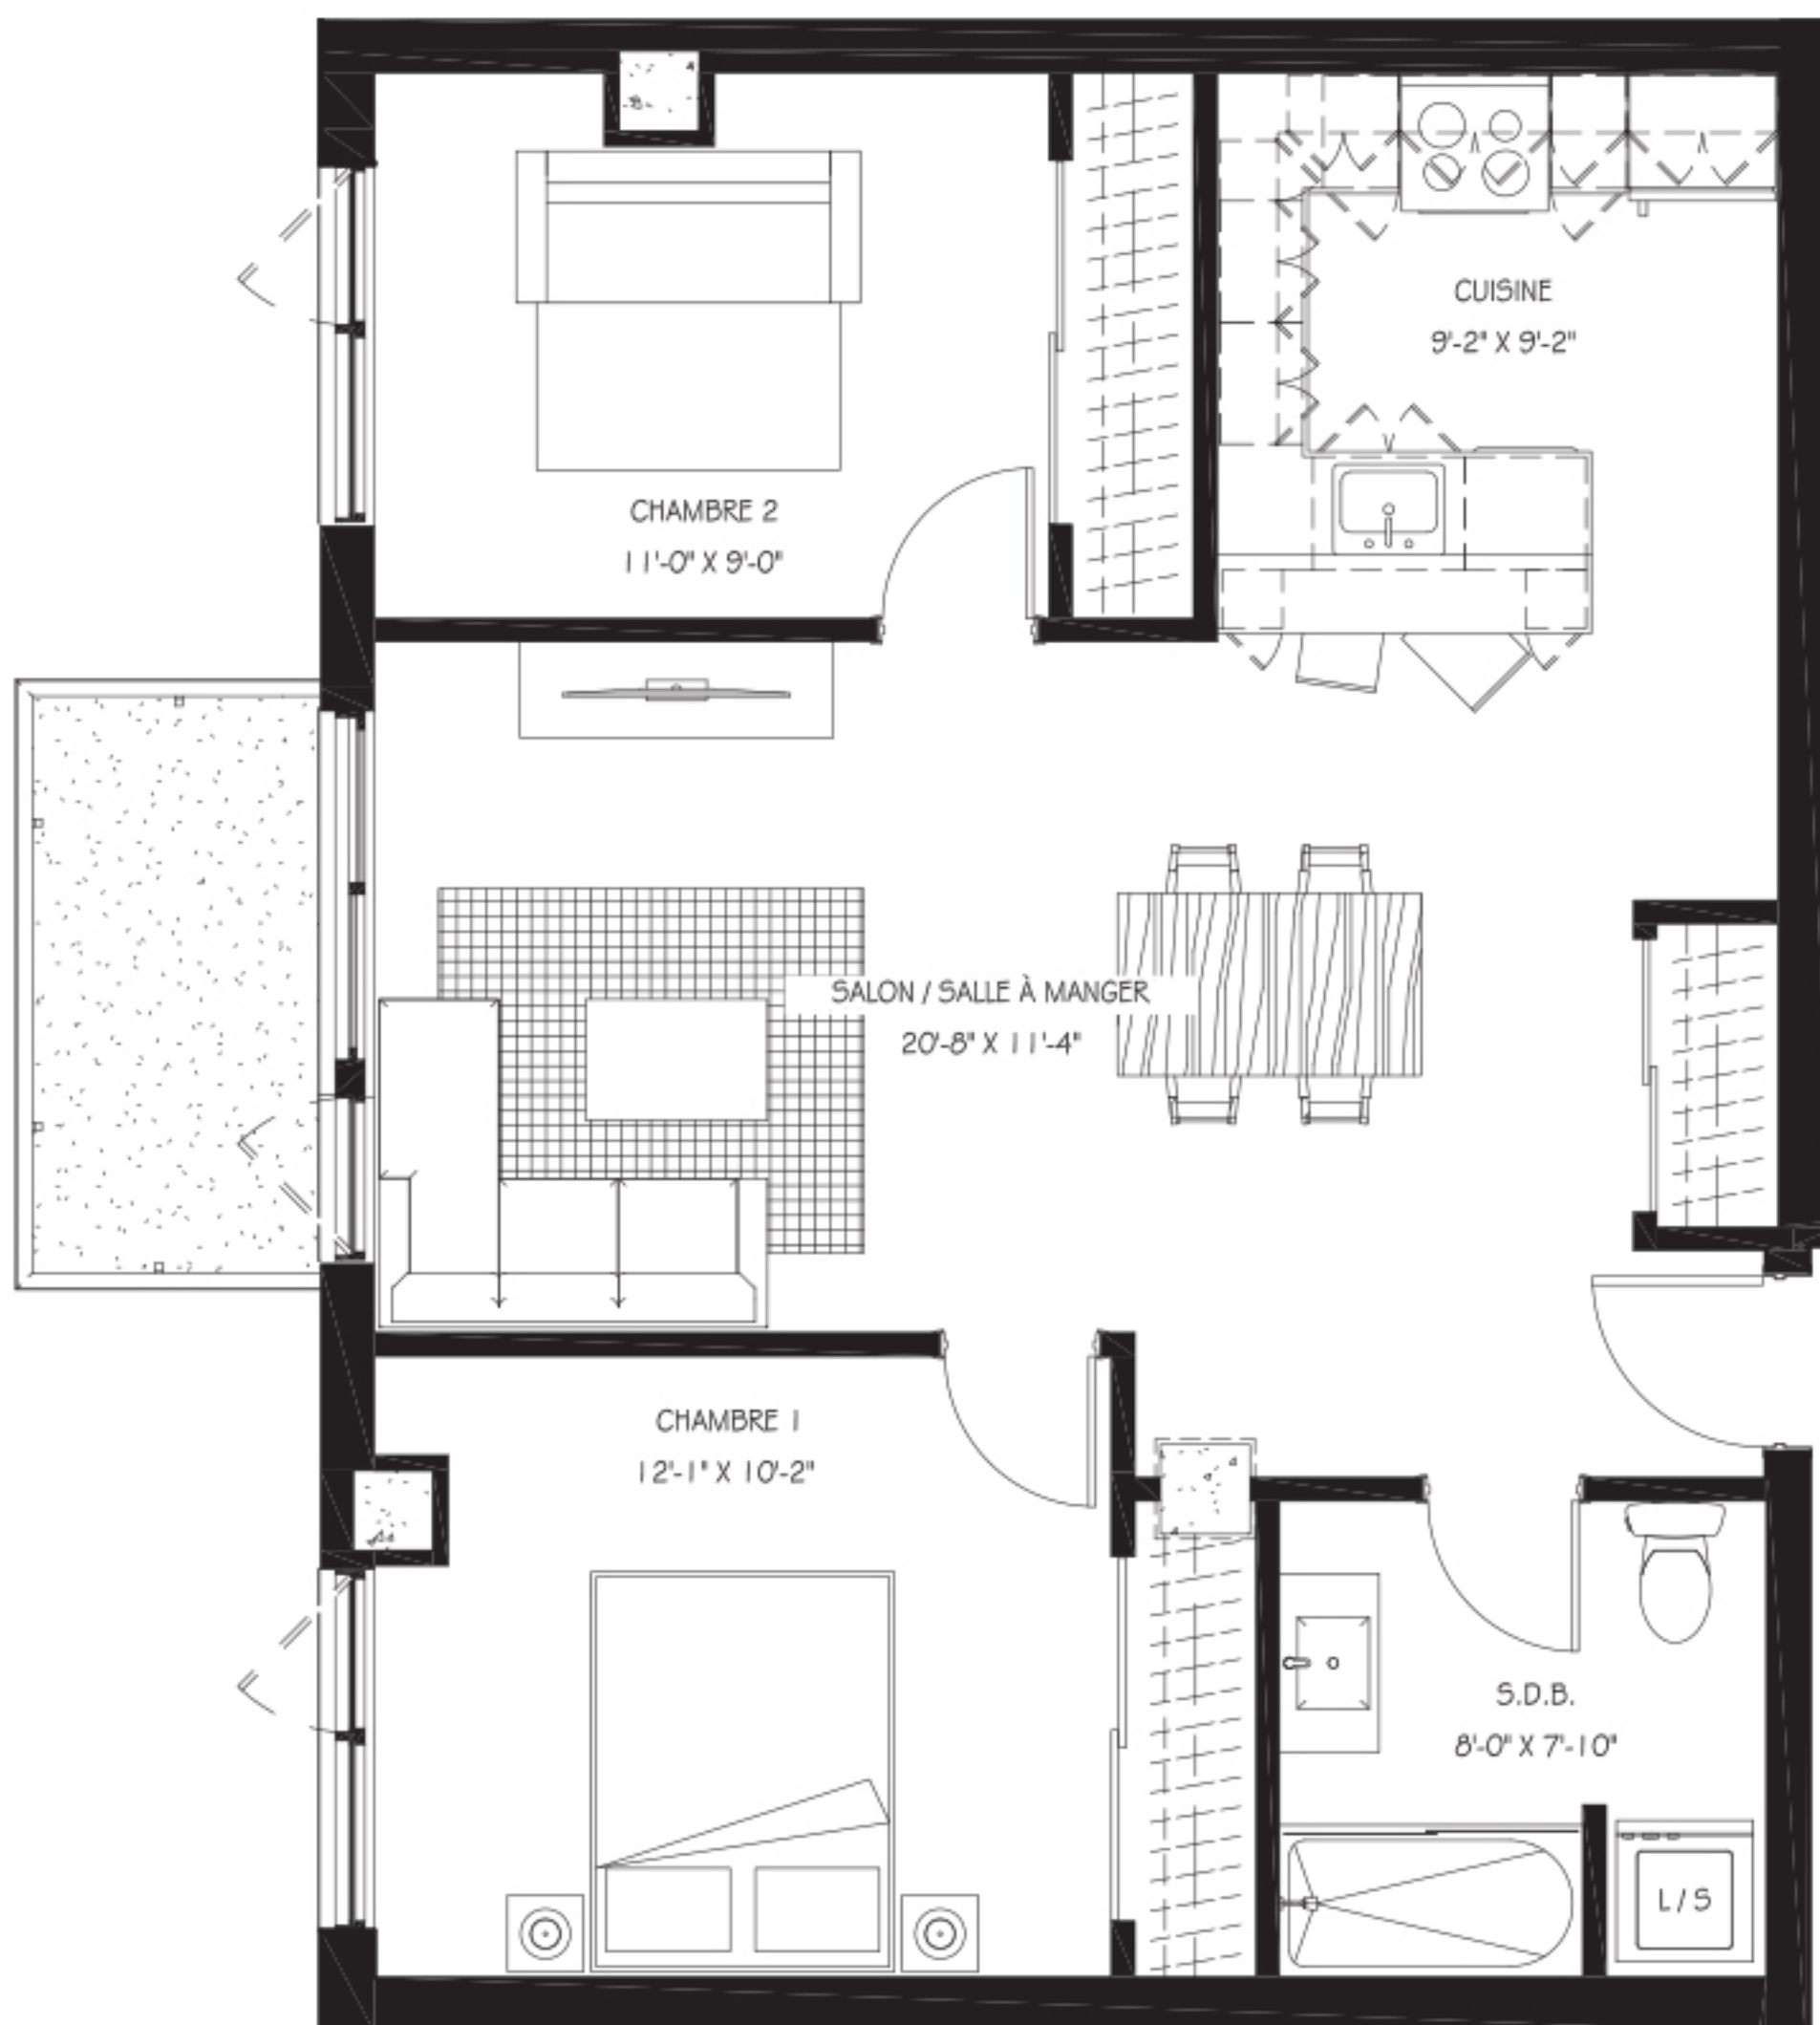 CUISINE
9'-2" X 9'-2"
CHAMBRE 2
11'-0" X 9'-0"
SALON / SALLE À MANGER
20'-8" X 11'-4"
CHAMBRE 1
12'-1" X 10'-2"
S.D.B.
8'-0" X 7'-10"
L / S